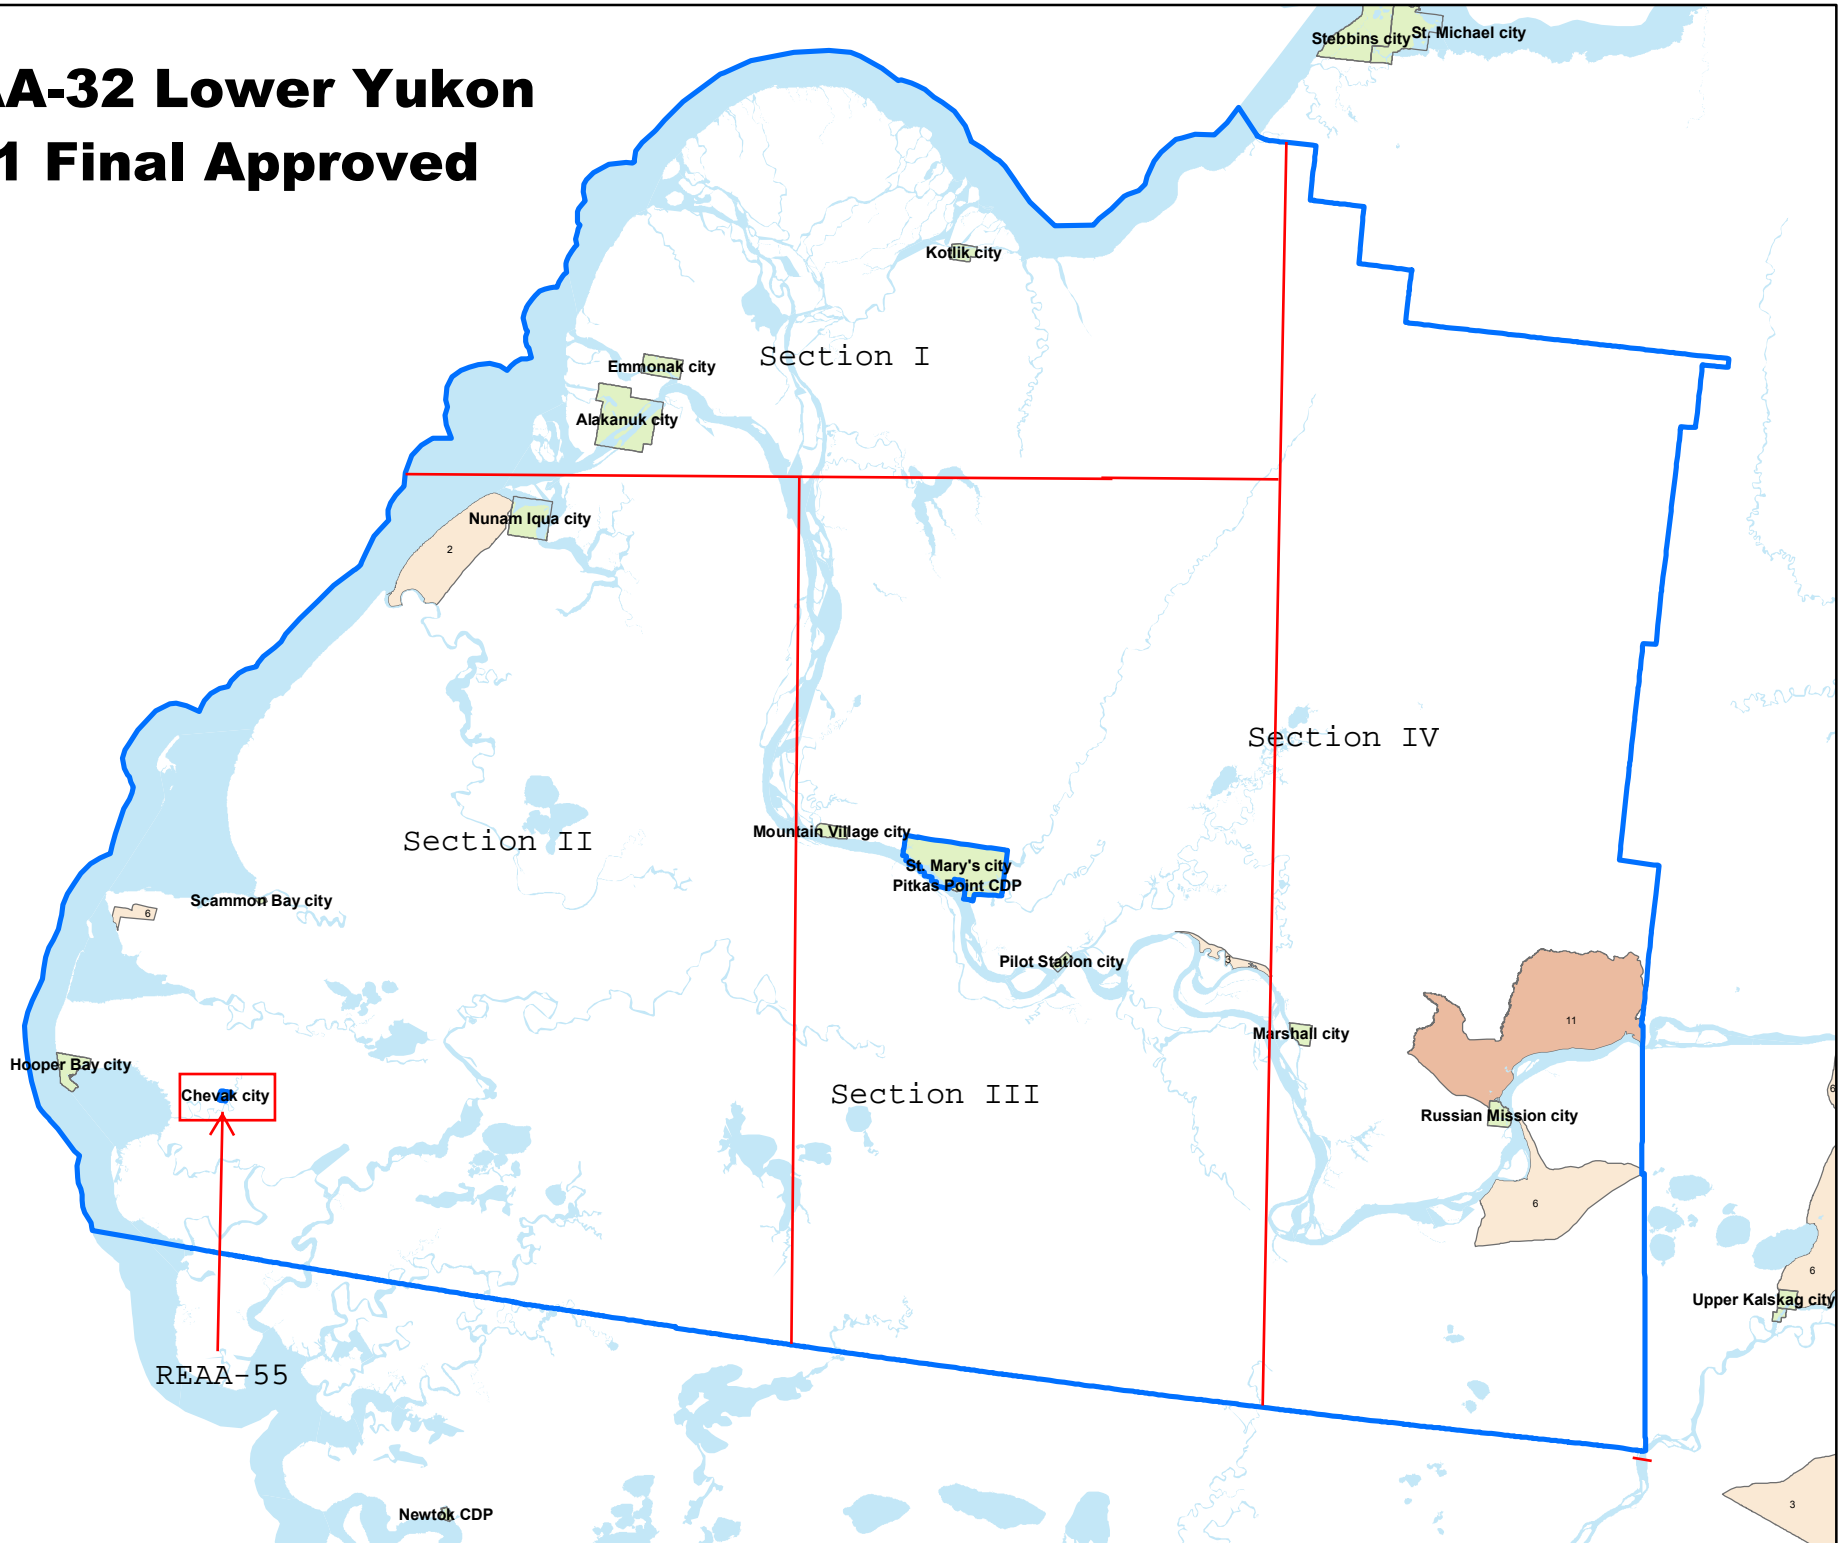 AA-32 Lower Yukon
1 Final Approved
Stebbins city
St. Michael city
Kotlik city
Section I
Emmonak city
Alakanuk city
Nunam Iqua city
2
Section IV
Mountain Village city
Section II
St. Mary's city
Pitkas Point CDP
Scammon Bay city
6
Pilot Station city
3
11
Marshall city
Hooper Bay city
Chevak city
Section III
6
Russian Mission city
6
6
Upper Kalskag city
REAA-55
3
Newtok CDP